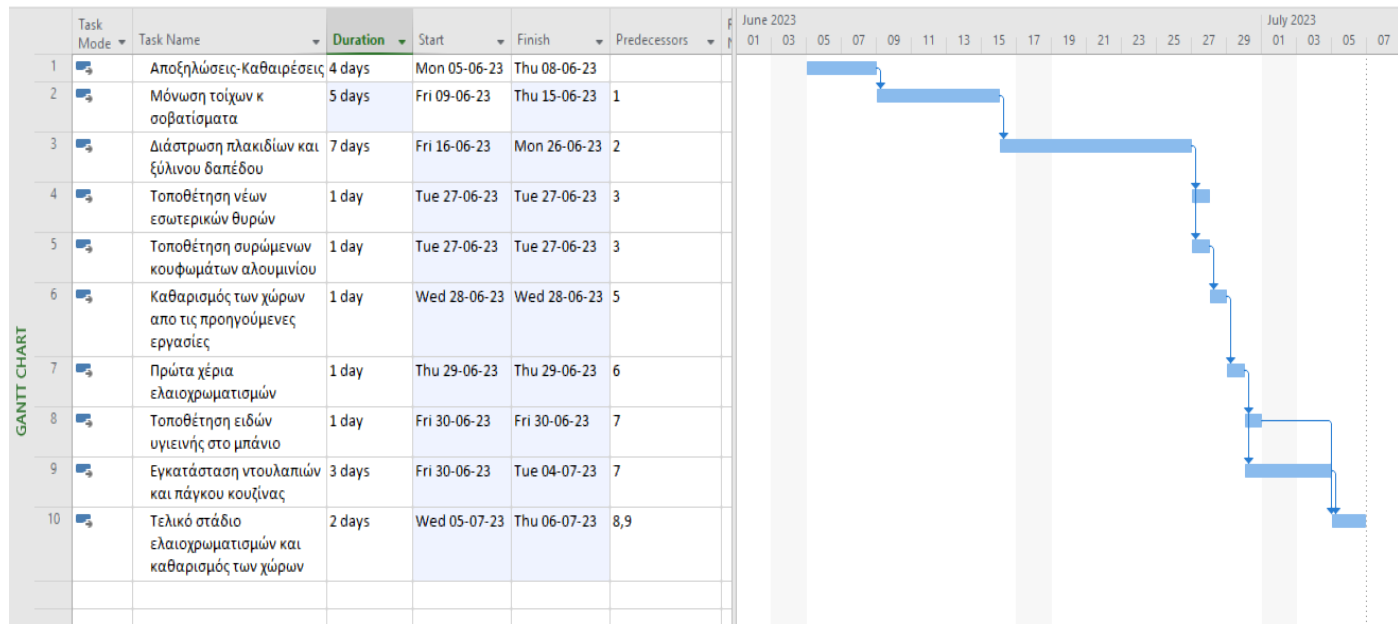 Task
Mode
Task Name
Duration
Start
Finish
Predecessors
June 2023
July 2023
01 03 05 07 09 11 13 15 17 19 21 23 25 27 29 01 03 05 07
GANTT CHART
1 Αποξηλώσεις-Καθαιρέσεις 4 days Mon 05-06-23 Thu 08-06-23
2 Μόνωση τοίχων κ 5 days Fri 09-06-23 Thu 15-06-23 1
σοβατίσματα
3 Διάστρωση πλακιδίων και 7 days Fri 16-06-23 Mon 26-06-23 2
ξύλινου δαπέδου
4 Τοποθέτηση νέων 1 day Tue 27-06-23 Tue 27-06-23 3
εσωτερικών θυρών
5 Τοποθέτηση συρώμενων 1 day Tue 27-06-23 Tue 27-06-23 3
κουφωμάτων αλουμινίου
6 Καθαρισμός των χώρων 1 day Wed 28-06-23 Wed 28-06-23 5
απο τις προηγούμενες
εργασίες
7 Πρώτα χέρια 1 day Thu 29-06-23 Thu 29-06-23 6
ελαιοχρωματισμών
8 Τοποθέτηση ειδών 1 day Fri 30-06-23 Fri 30-06-23 7
υγιεινής στο μπάνιο
9 Εγκατάσταση ντουλαπιών 3 days Fri 30-06-23 Tue 04-07-23 7
και πάγκου κουζίνας
10 Τελικό στάδιο 2 days Wed 05-07-23 Thu 06-07-23 8,9
ελαιοχρωματισμών και
καθαρισμός των χώρων